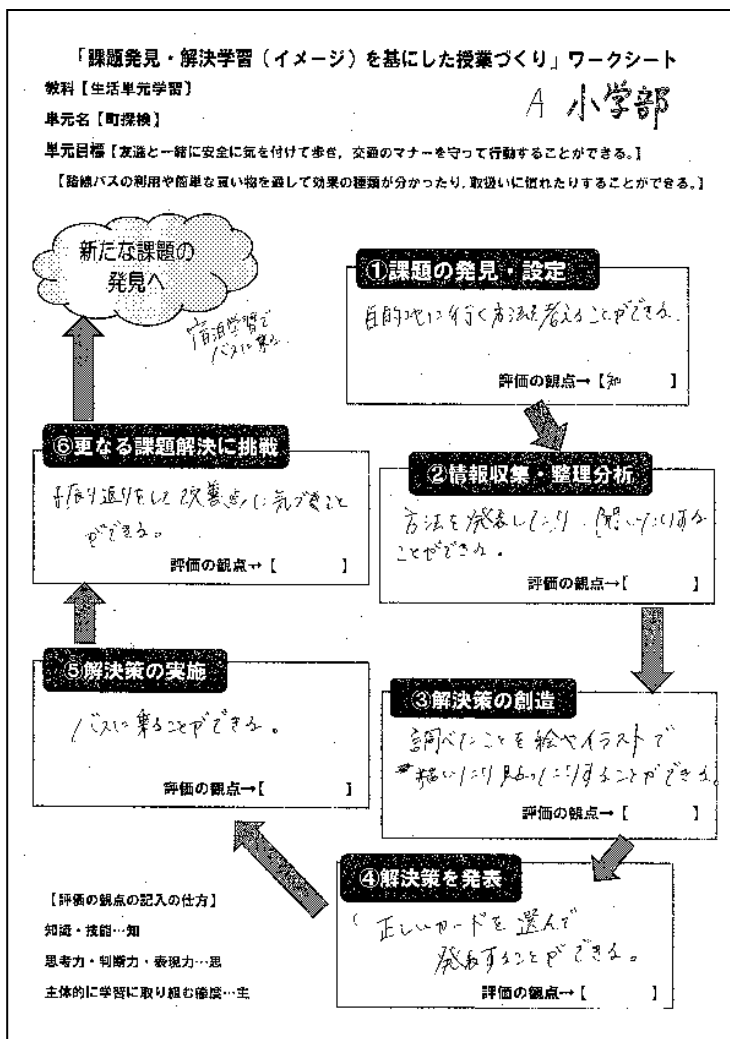 「課題発見・解決学習（イメージ）を基にした授業づくり」ワークシート
教科【生活単元学習】
A 小学部
単元名【町探検】
単元目標【友達と一緒に安全に気を付けて歩き，交通のマナーを守って行動することができる。】
【路線バスの利用や簡単な買い物を通して効果の種類が分かったり，取扱いに慣れたりすることができる。】
新たな課題の
発見へ
宿泊学習で
バスに乗る
①課題の発見・設定
目的地に行く方法を考えることができる。
評価の観点→【知　　】
②情報収集・整理分析
方法を発表したり、聞いたりする
ことができる。
評価の観点→【　　】
③解決策の創造
調べたことを絵やイラストで
描いたり貼ったりすることができる。
評価の観点→【　　】
④解決策を発表
正しいカードを選んで
発表することができる。
評価の観点→【　　】
⑤解決策の実施
バスに乗ることができる。
評価の観点→【　　】
⑥更なる課題解決に挑戦
振り返りをして改善点に気づくこと
ができる。
評価の観点→【　　】
【評価の観点の記入の仕方】
知識・技能…知
思考力・判断力・表現力…思
主体的に学習に取り組む態度…主